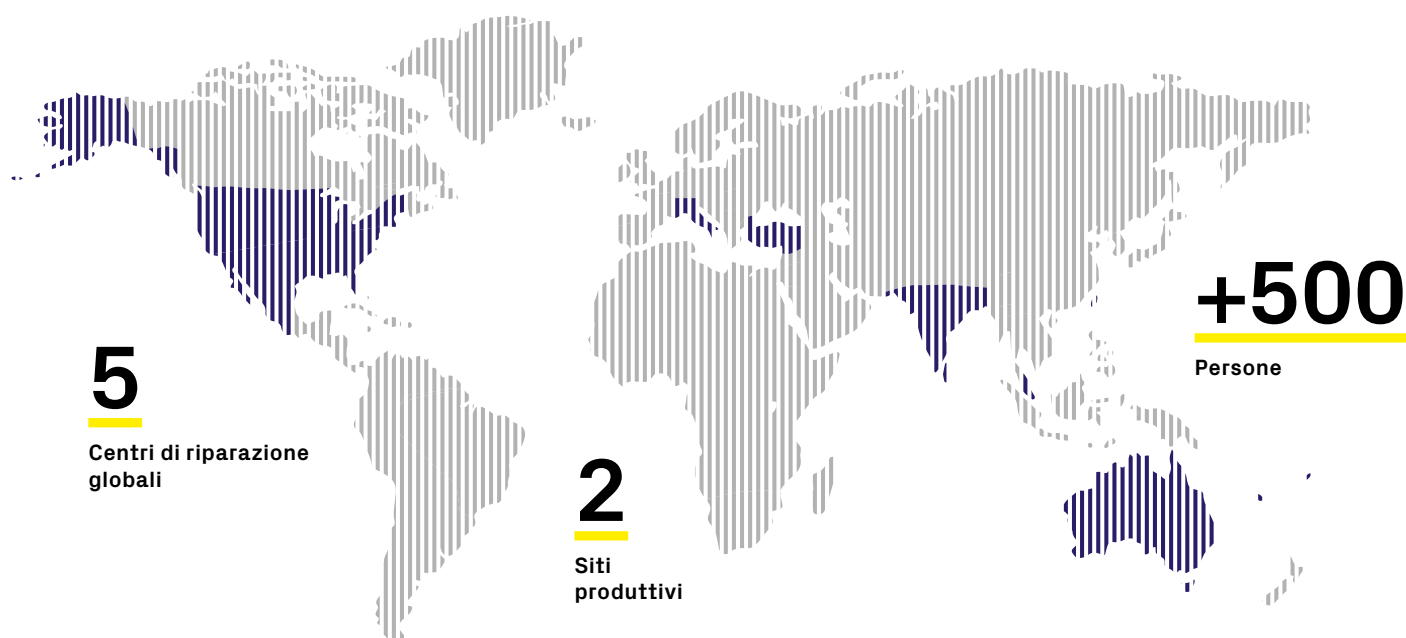 5
Centri di riparazione
globali
2
Siti
produttivi
+500
Persone